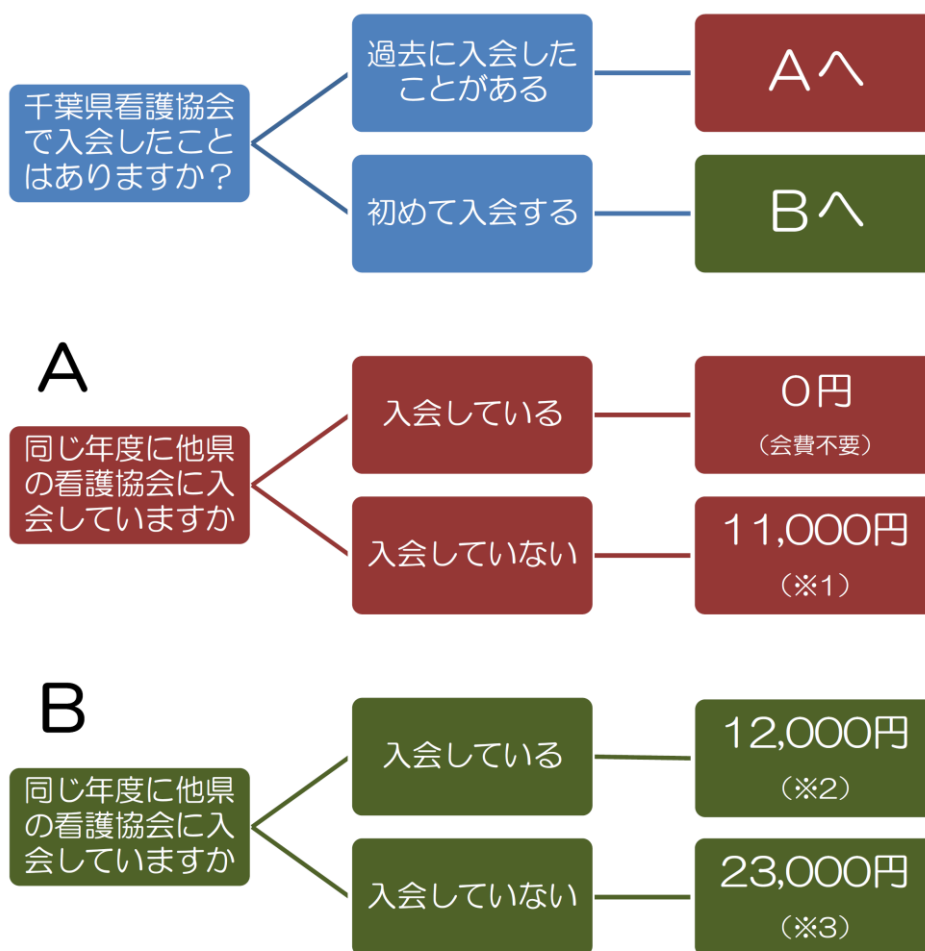 過去に入会した
ことがある
Aへ
千葉県看護協会
で入会したこと
はありますか？
初めて入会する
Bへ
A
入会している
0円
（会費不要）
同じ年度に他県
の看護協会に入
会していますか
入会していない
11,000円
（※1）
B
入会している
12,000円
（※2）
同じ年度に他県
の看護協会に入
会していますか
入会していない
23,000円
（※3）